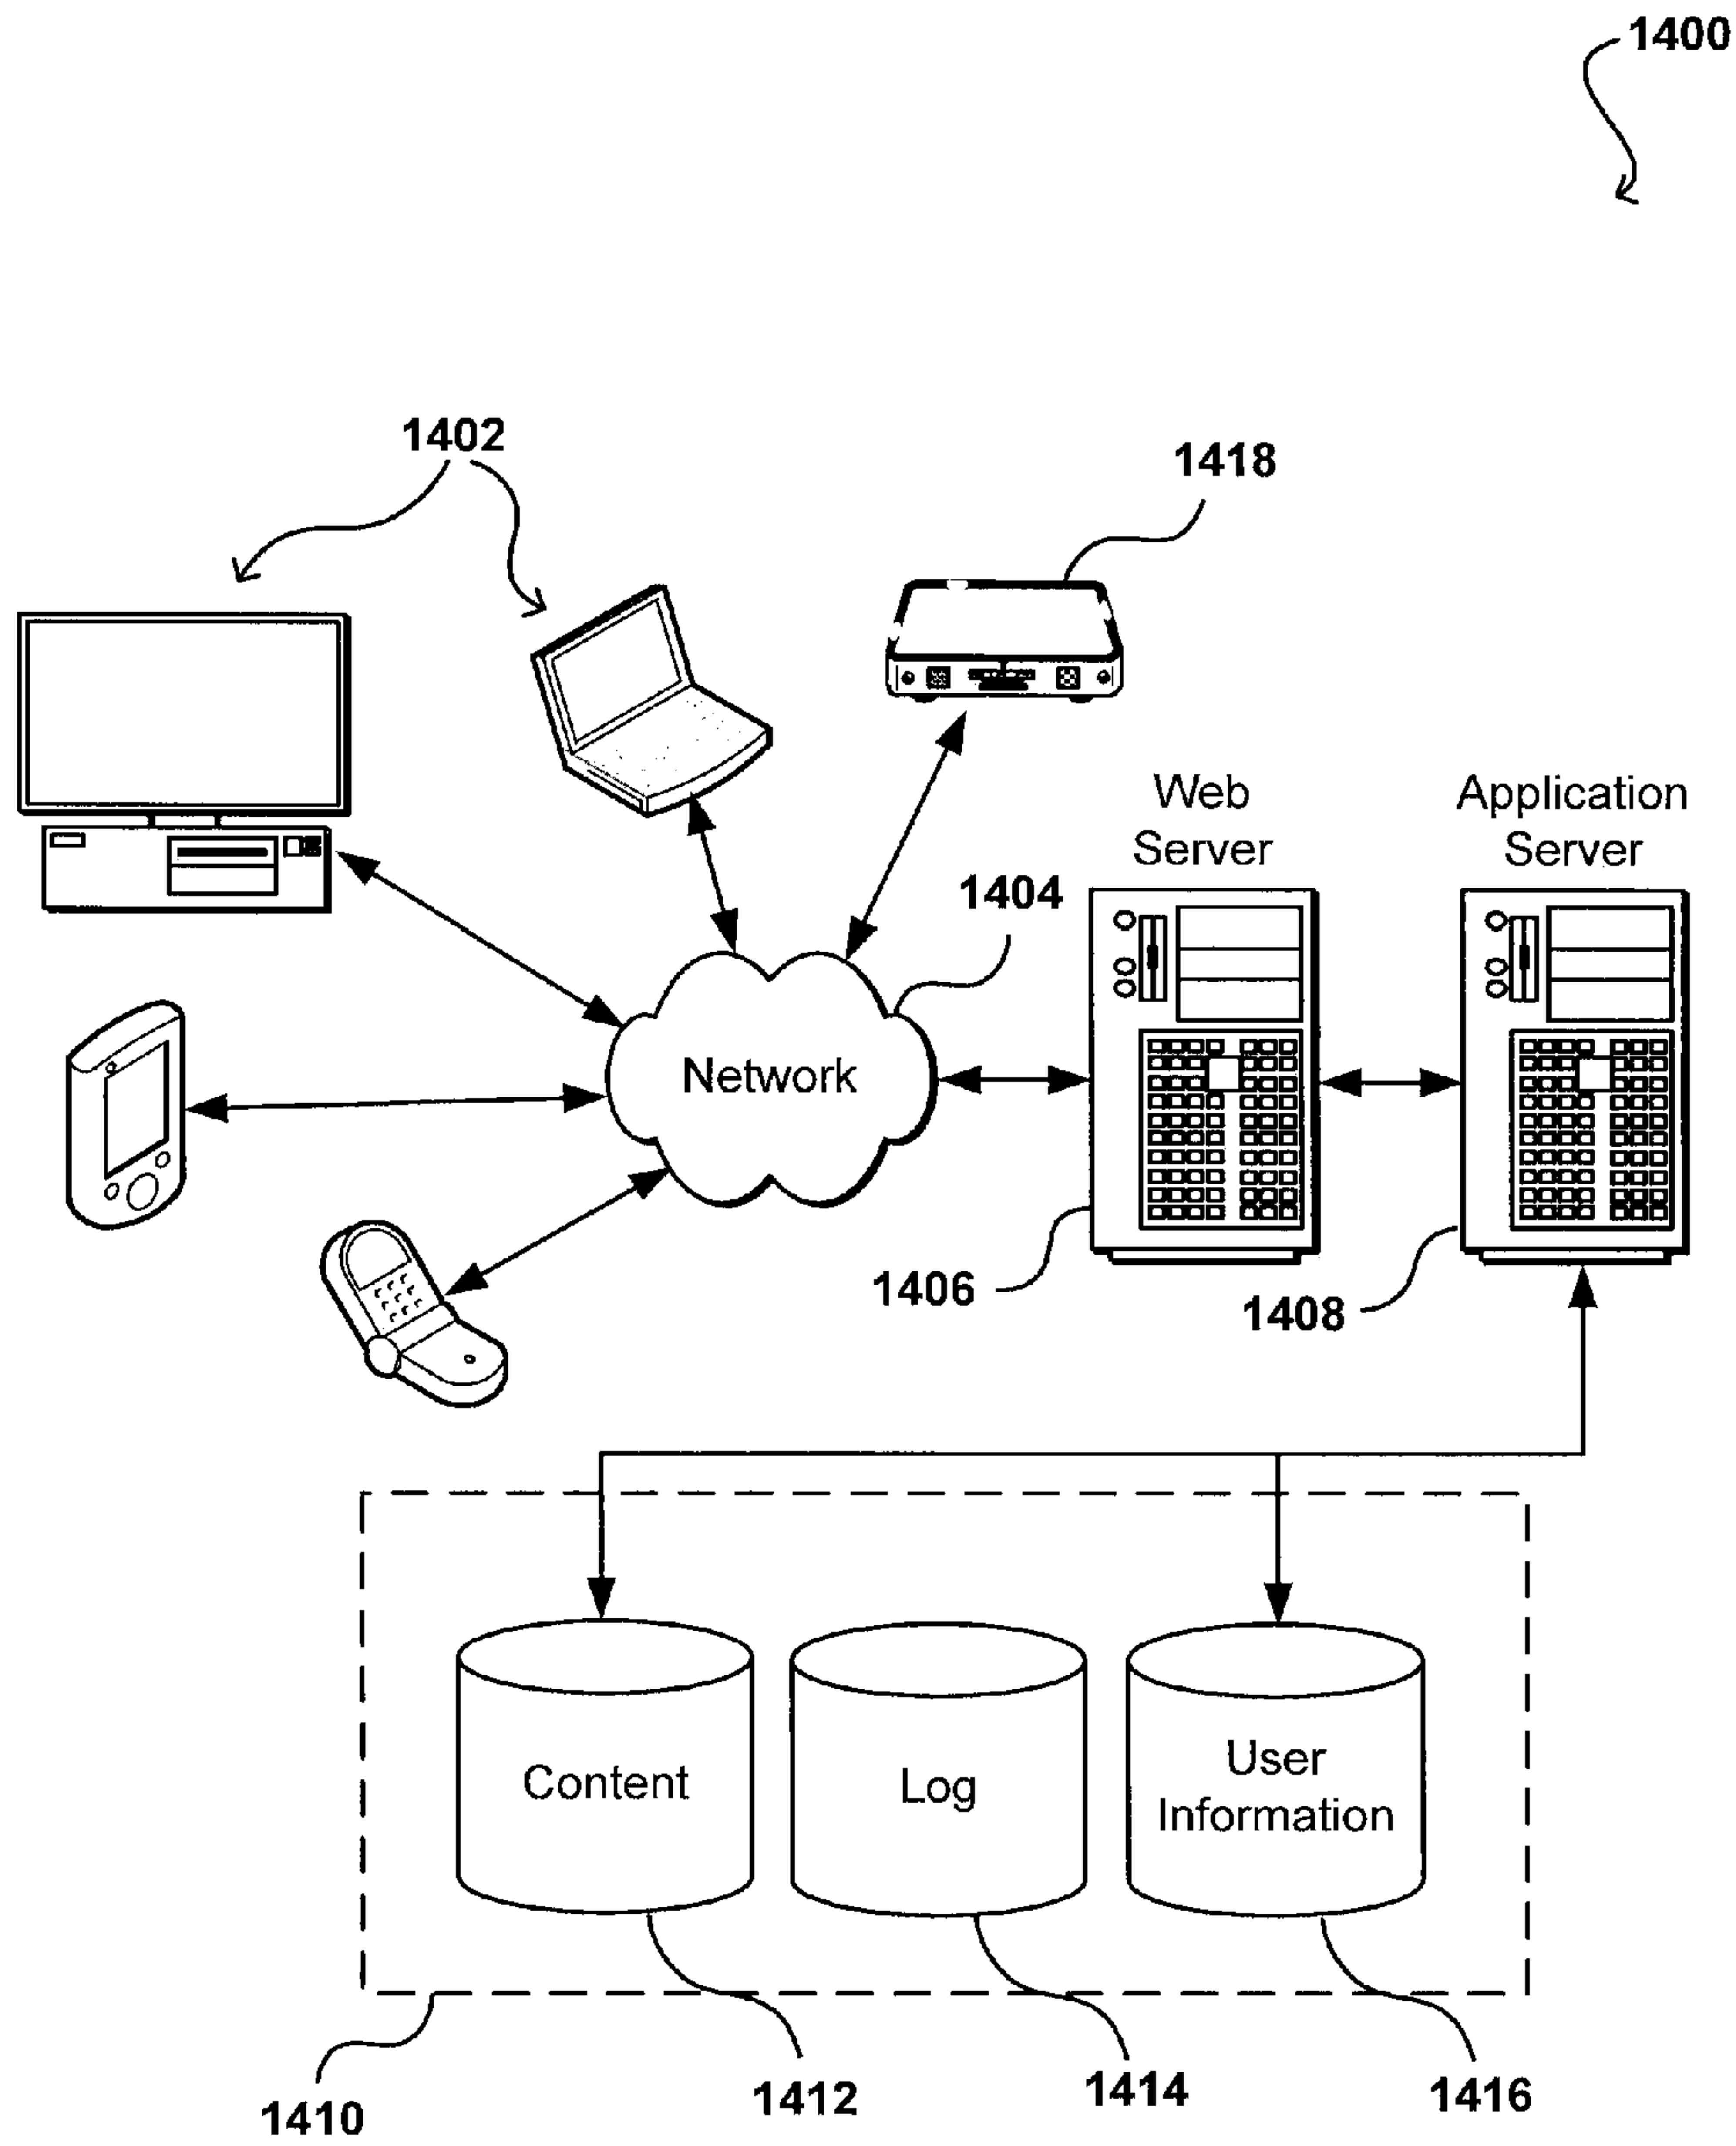 1400
1402
1418
Web
Server
Application
Server
1404
Network
1406
1408
Content
Log
User
Information
1410
1412
1414
1416